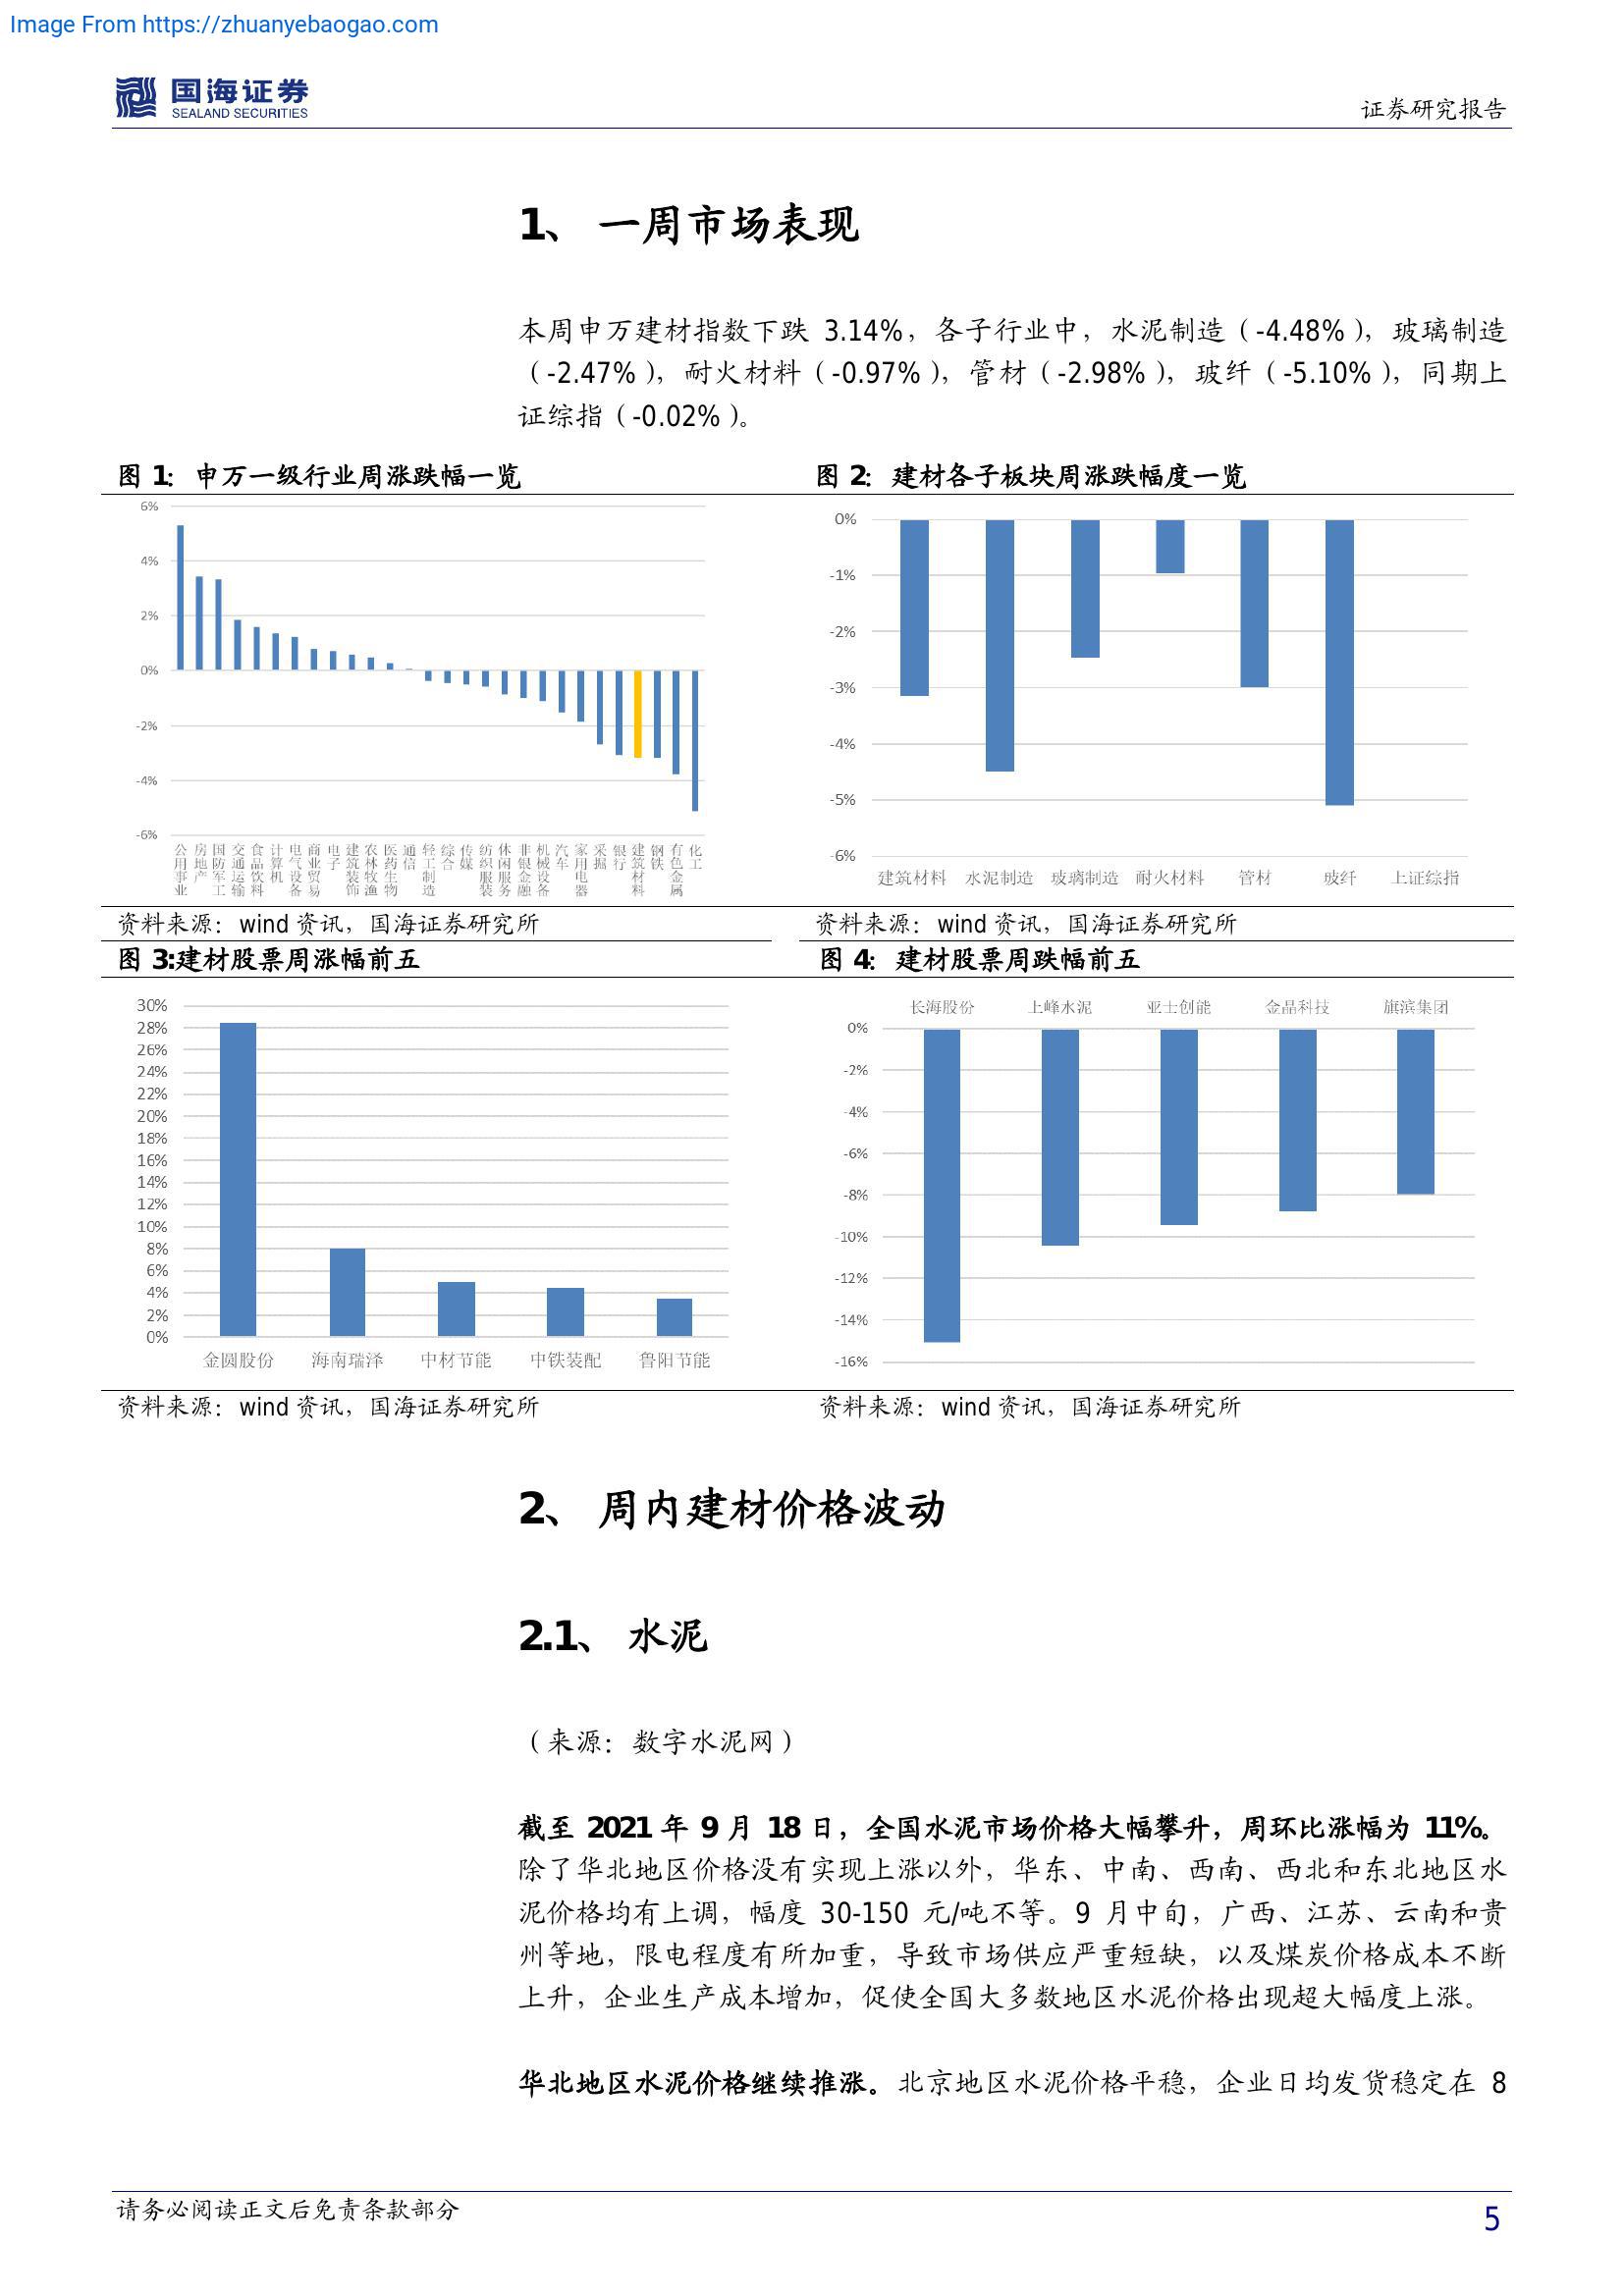 Image From https://zhuanyebaogao.com
国海证券
SEALAND SECURITIES
证券研究报告
1、 一周市场表现
本周申万建材指数下跌 3.14%，各子行业中，水泥制造（-4.48%），玻璃制造
（-2.47%），耐火材料（-0.97%），管材（-2.98%），玻纤（-5.10%），同期上
证综指（-0.02%）。
图 1：申万一级行业周涨跌幅一览
6%
4%
2%
0%
-2%
-4%
-6%
公用事业
房地产
国防军工
交通运输
食品饮料
计算机
电气设备
商业贸易
电子
建筑装饰
农林牧渔
医药生物
通信
轻工制造
综合
传媒
纺织服装
休闲服务
非银金融
机械设备
汽车
家用电器
采掘
银行
建筑材料
钢铁
有色金属
化工
资料来源：wind 资讯，国海证券研究所
图 2：建材各子板块周涨跌幅度一览
0%
-1%
-2%
-3%
-4%
-5%
-6%
建筑材料 水泥制造 玻璃制造 耐火材料 管材 玻纤 上证综指
资料来源：wind 资讯，国海证券研究所
图 3:建材股票周涨幅前五
30%
28%
26%
24%
22%
20%
18%
16%
14%
12%
10%
8%
6%
4%
2%
0%
金圆股份 海南瑞泽 中材节能 中铁装配 鲁阳节能
资料来源：wind 资讯，国海证券研究所
图 4：建材股票周跌幅前五
长海股份 上峰水泥 亚士创能 金晶科技 旗滨集团
0%
-2%
-4%
-6%
-8%
-10%
-12%
-14%
-16%
资料来源：wind 资讯，国海证券研究所
2、 周内建材价格波动
2.1、 水泥
（来源：数字水泥网）
截至 2021 年 9 月 18 日，全国水泥市场价格大幅攀升，周环比涨幅为 11%。
除了华北地区价格没有实现上涨以外，华东、中南、西南、西北和东北地区水
泥价格均有上调，幅度 30-150 元/吨不等。9 月中旬，广西、江苏、云南和贵
州等地，限电程度有所加重，导致市场供应严重短缺，以及煤炭价格成本不断
上升，企业生产成本增加，促使全国大多数地区水泥价格出现超大幅度上涨。
华北地区水泥价格继续推涨。北京地区水泥价格平稳，企业日均发货稳定在 8
请务必阅读正文后免责条款部分
5